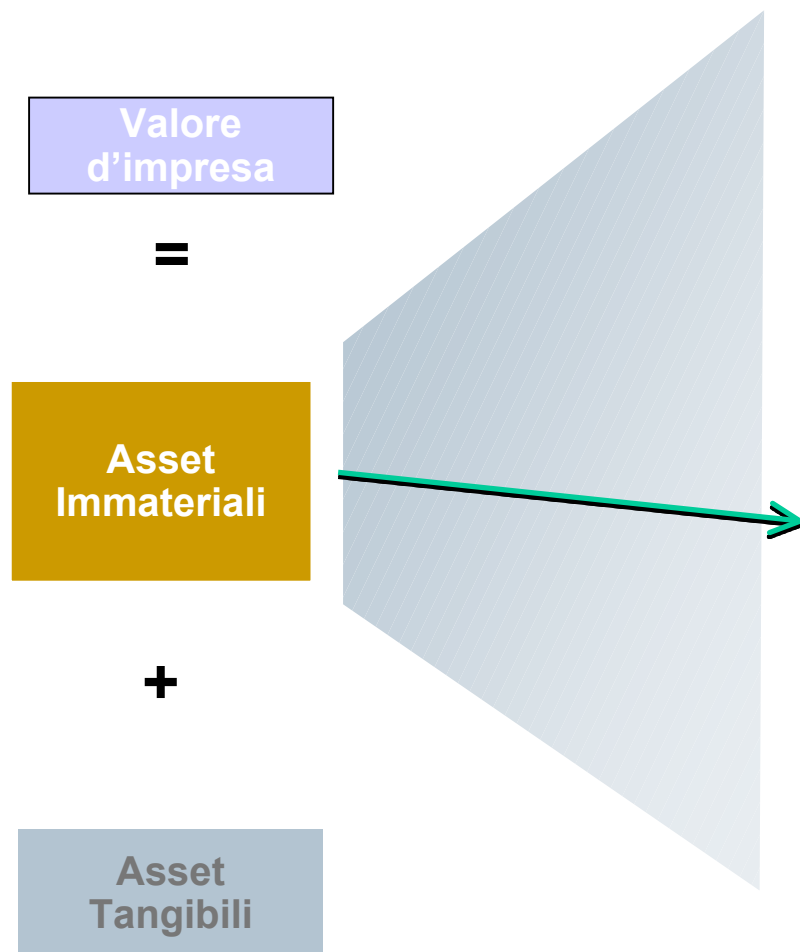 Valore
d’impresa
=
Asset
Immateriali
+
Asset
Tangibili